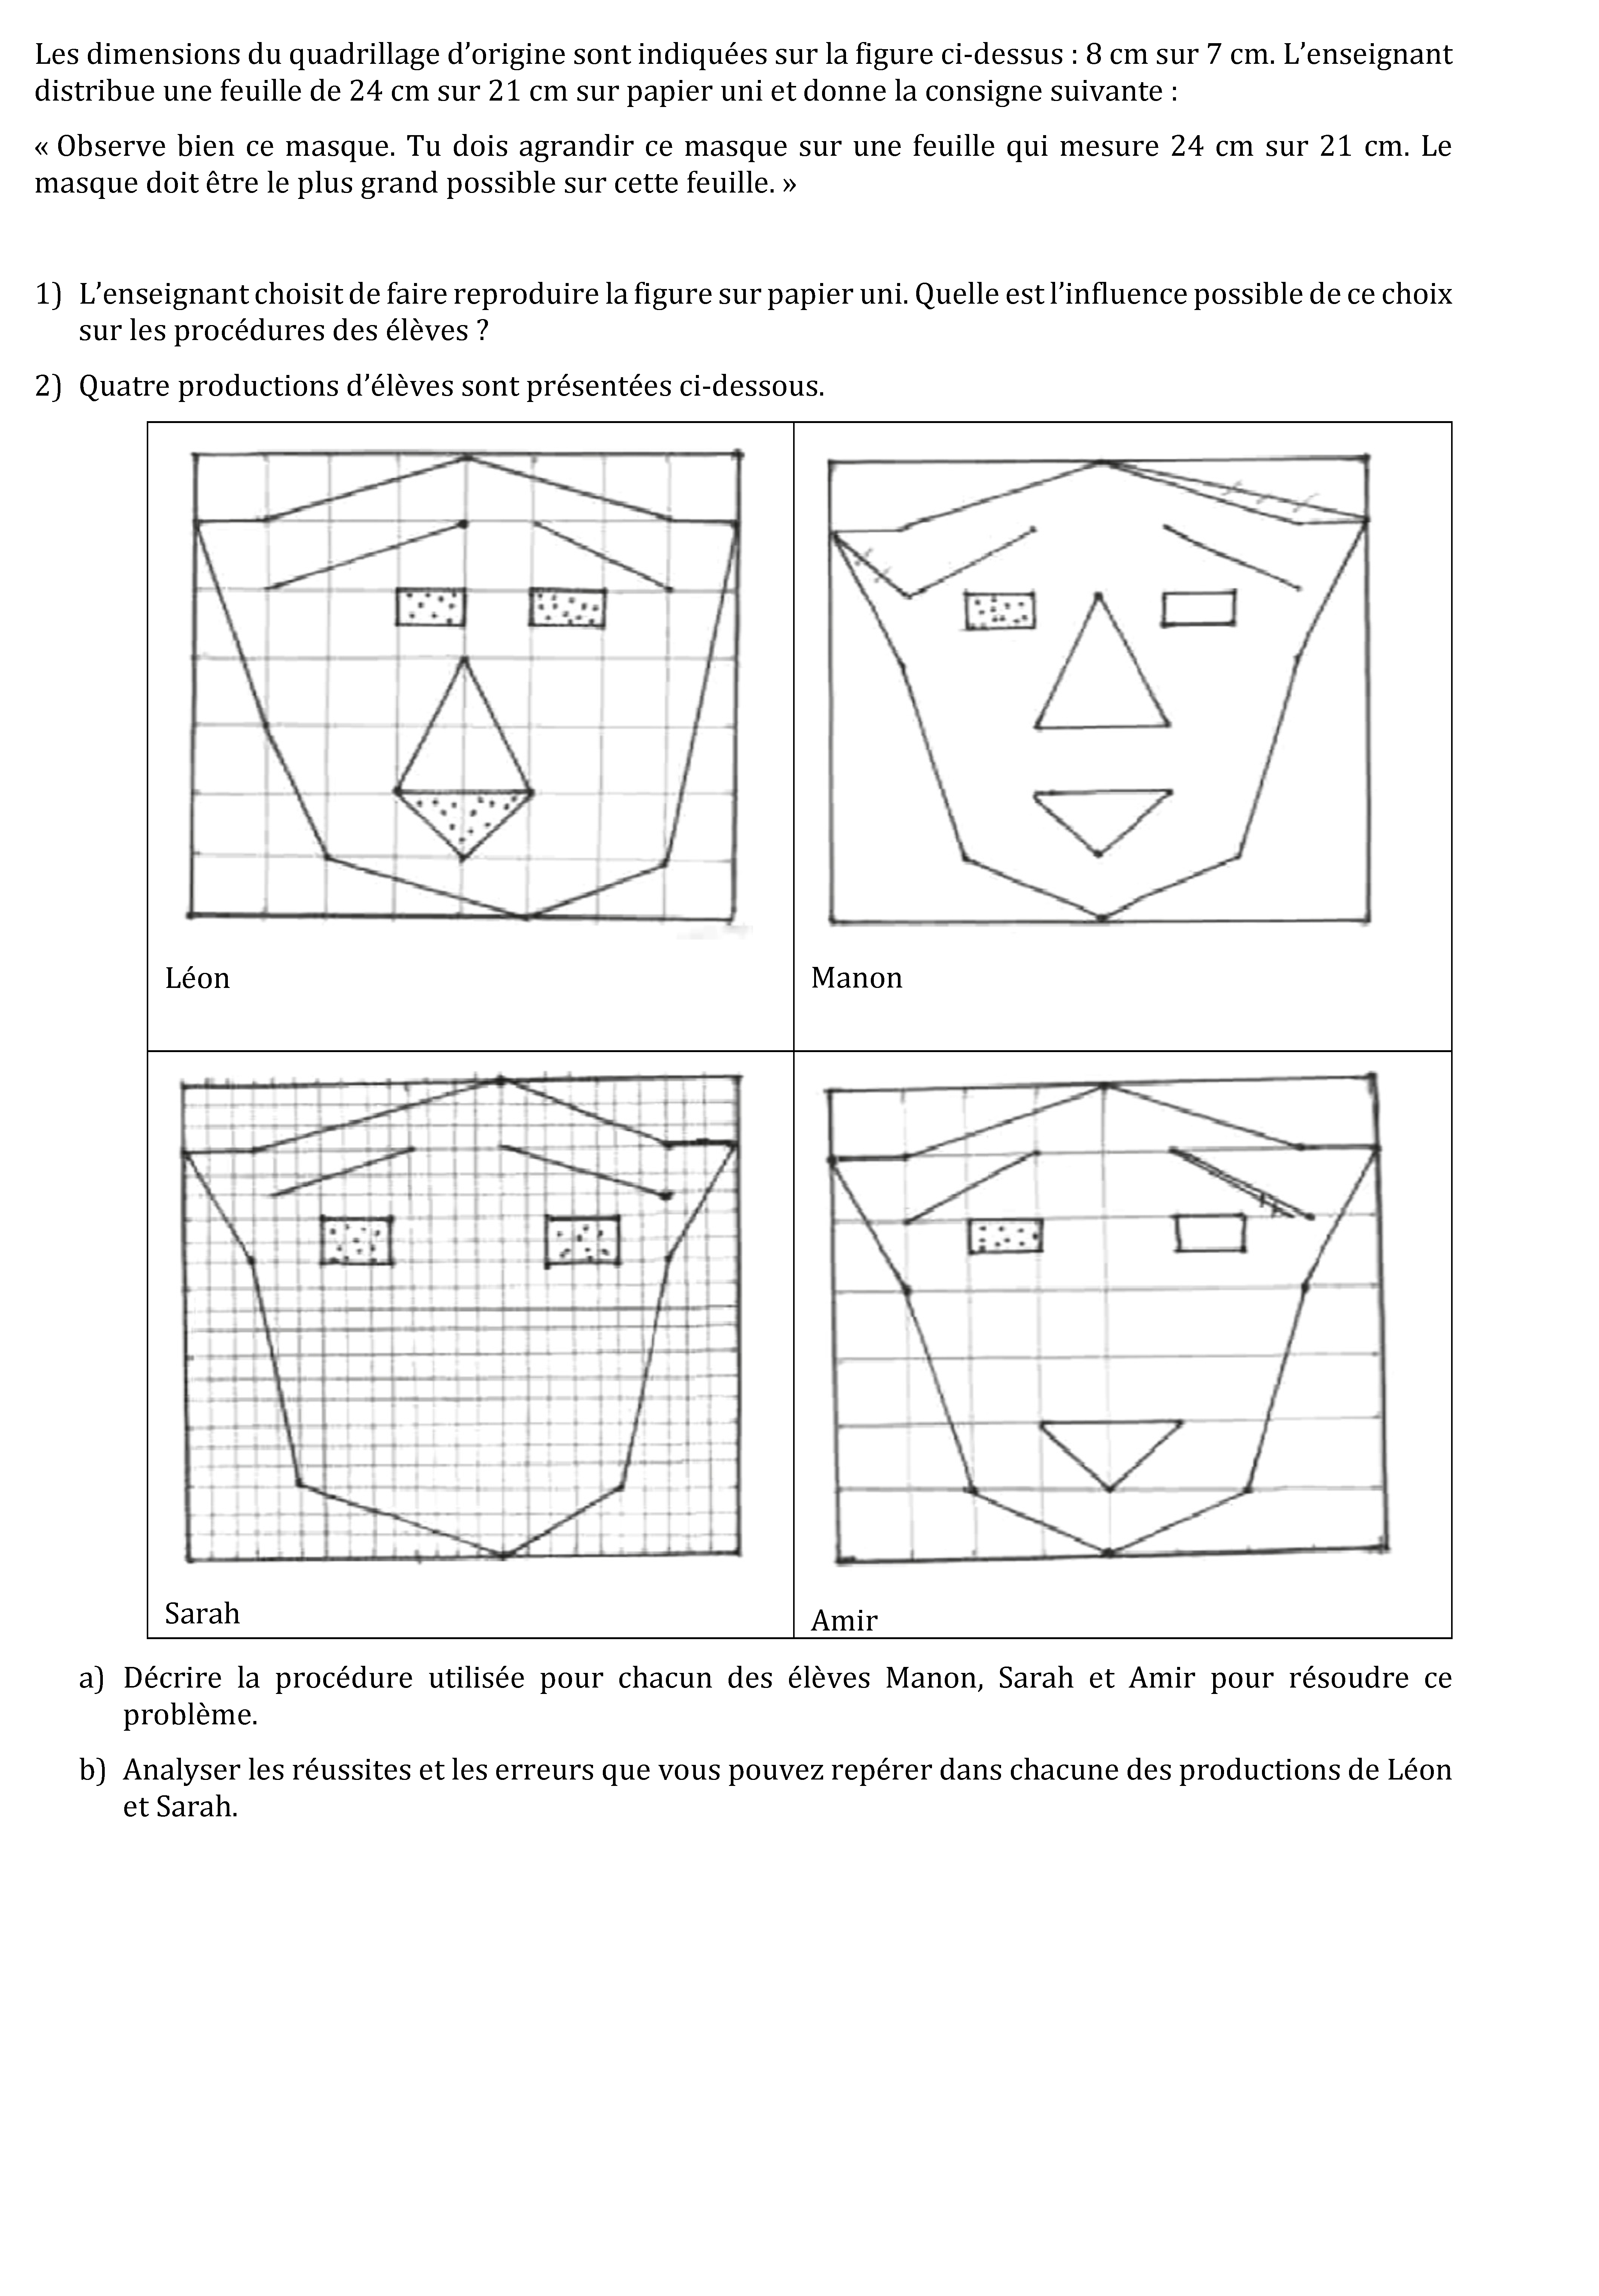 Les dimensions du quadrillage d’origine sont indiquées sur la figure ci-dessus : 8 cm sur 7 cm. L’enseignant
distribue une feuille de 24 cm sur 21 cm sur papier uni et donne la consigne suivante :
« Observe bien ce masque. Tu dois agrandir ce masque sur une feuille qui mesure 24 cm sur 21 cm. Le
masque doit être le plus grand possible sur cette feuille. »
1) L’enseignant choisit de faire reproduire la figure sur papier uni. Quelle est l’influence possible de ce choix
sur les procédures des élèves ?
2) Quatre productions d’élèves sont présentées ci-dessous.
Léon
Manon
Sarah
Amir
a) Décrire la procédure utilisée pour chacun des élèves Manon, Sarah et Amir pour résoudre ce
problème.
b) Analyser les réussites et les erreurs que vous pouvez repérer dans chacune des productions de Léon
et Sarah.